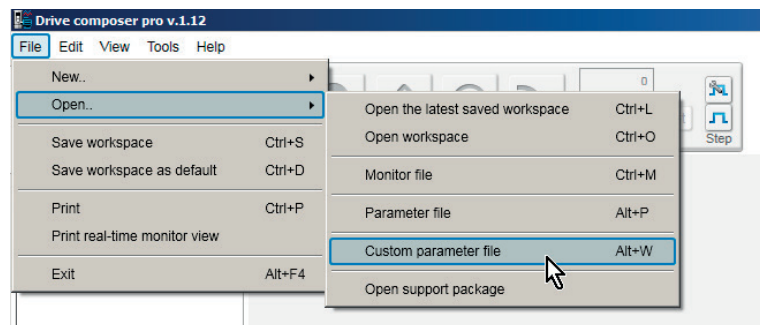 Drive composer pro v.1.12
File Edit View Tools Help
New..
Open..
Save workspace Ctrl+S
Save workspace as default Ctrl+D
Print Ctrl+P
Print real-time monitor view
Exit Alt+F4
0
Step
Open the latest saved workspace Ctrl+L
Open workspace Ctrl+O
Monitor file Ctrl+M
Parameter file Alt+P
Custom parameter file Alt+W
Open support package